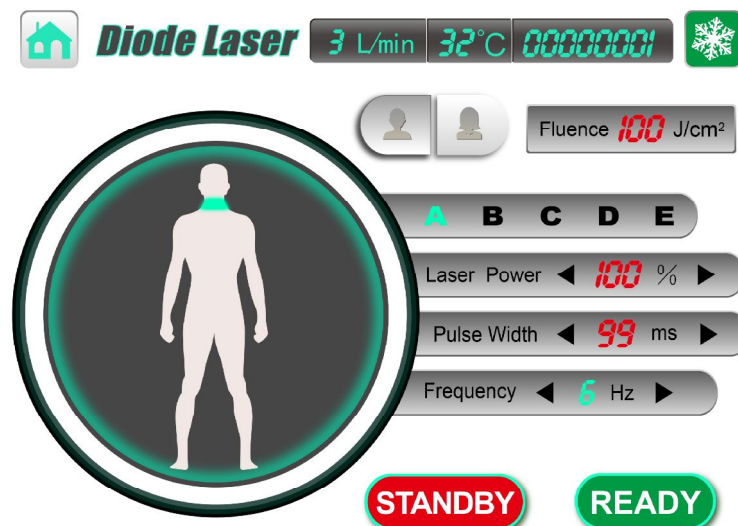 Diode Laser 3 L/min 32°C 00000001
Fluence 100 J/cm²
A B C D E
Laser Power 100 %
Pulse Width 99 ms
Frequency 6 Hz
STANDBY READY